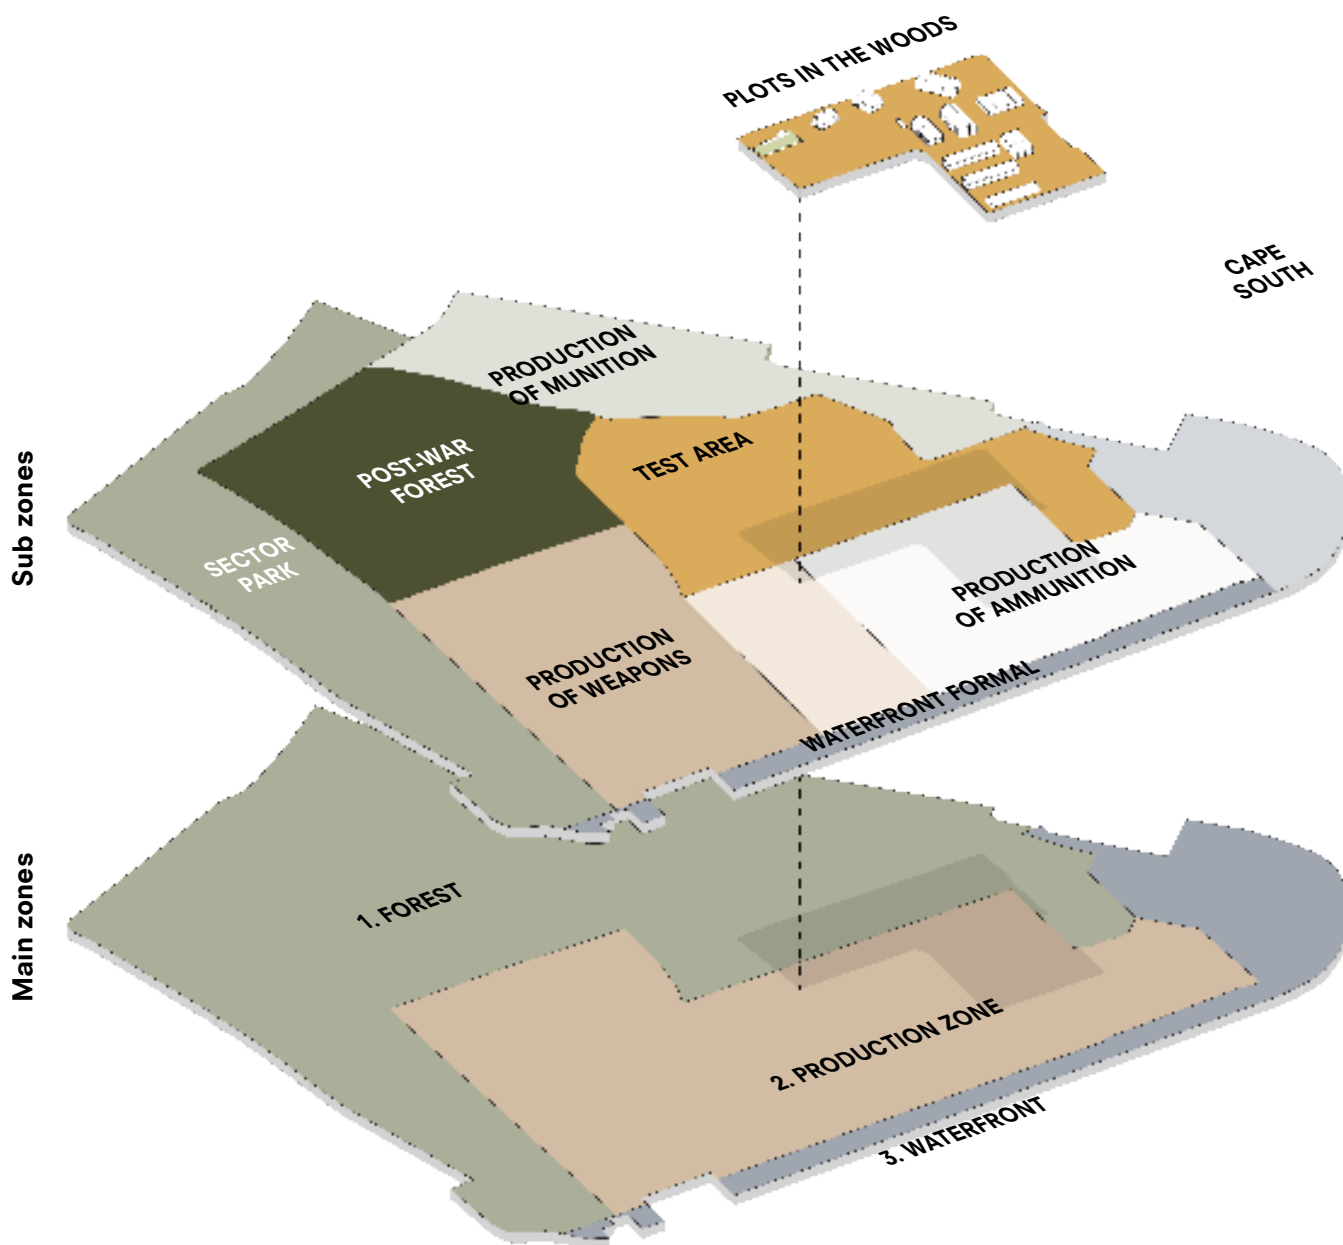 PLOTS IN THE WOODS
CAPE
SOUTH
PRODUCTION
OF MUNITION
TEST AREA
POST-WAR
FOREST
SECTOR
PARK
PRODUCTION
OF AMMUNITION
PRODUCTION
OF WEAPONS
WATERFRONT FORMAL
Sub zones
1. FOREST
2. PRODUCTION ZONE
3. WATERFRONT
Main zones